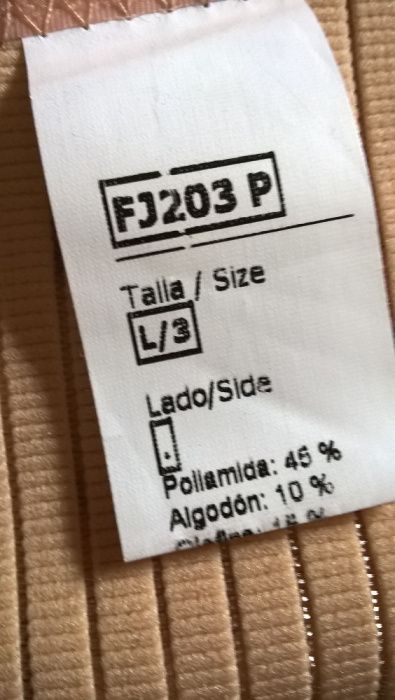 FJ203 P
Talla / Size
L/3
Lado/Side
.
Poliamida: 45 %
Algodón: 10 %